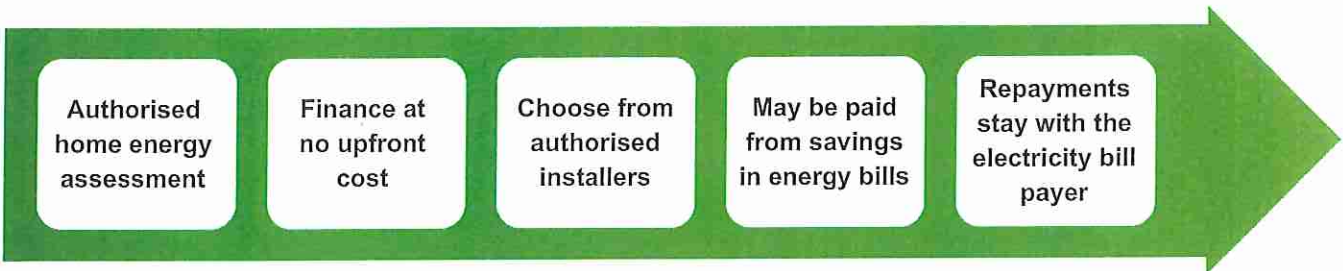 Authorised
home energy
assessment
Finance at
no upfront
cost
Choose from
authorised
installers
May be paid
from savings
in energy bills
Repayments
stay with the
electricity bill
payer